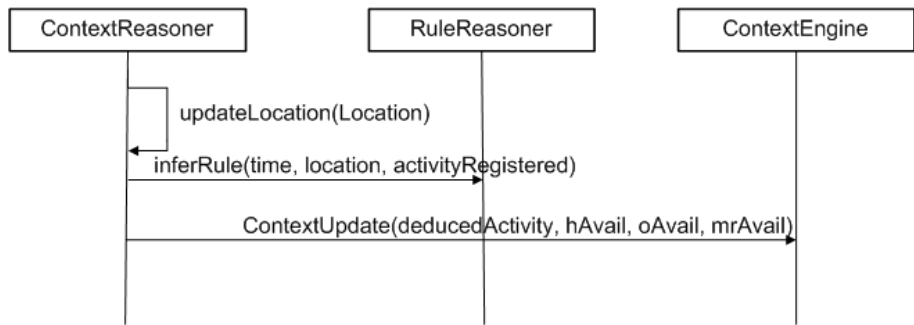 ContextReasoner
RuleReasoner
ContextEngine
updateLocation(Location)
inferRule(time, location, activityRegistered)
ContextUpdate(deducedActivity, hAvail, oAvail, mrAvail)